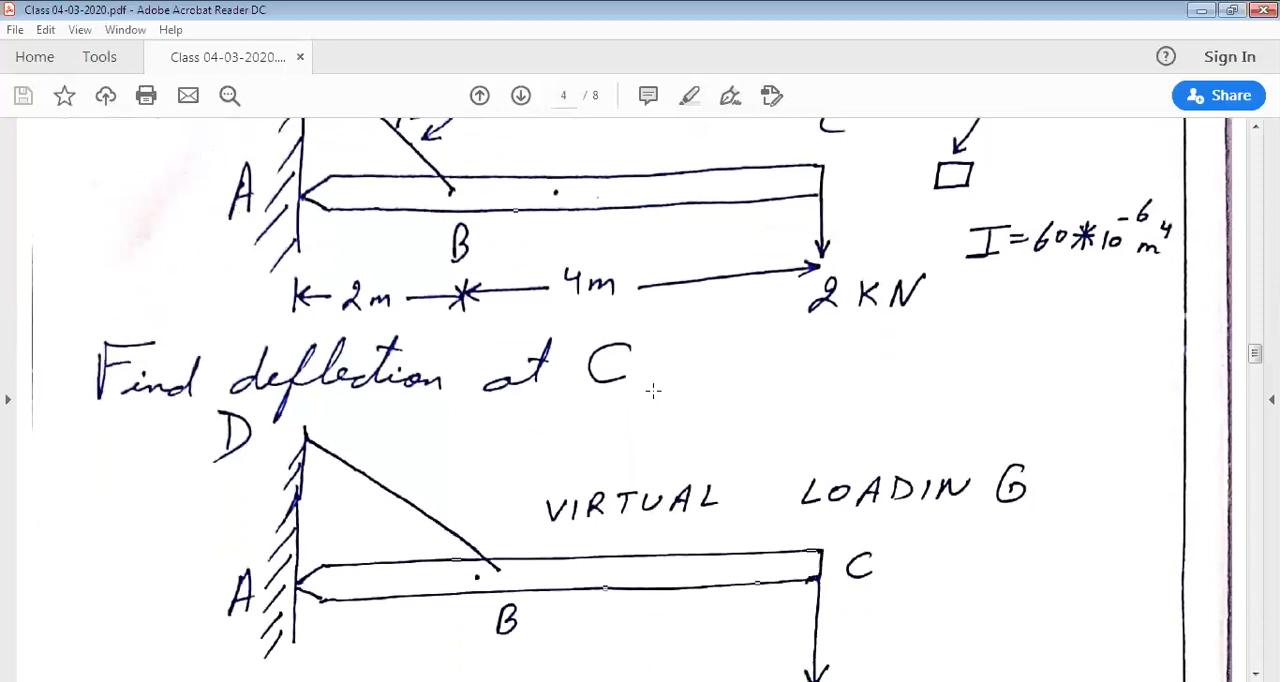 Class 04-03-2020.pdf - Adobe Acrobat Reader DC
File Edit View Window Help
Home Tools Class 04-03-2020.... × ? Sign In
4 / 8 Share
C
A
B
I = 60 * 10^-6 m^4
2m 4m
2 KN
Find deflection at C
D
VIRTUAL LOADING
A
C
B